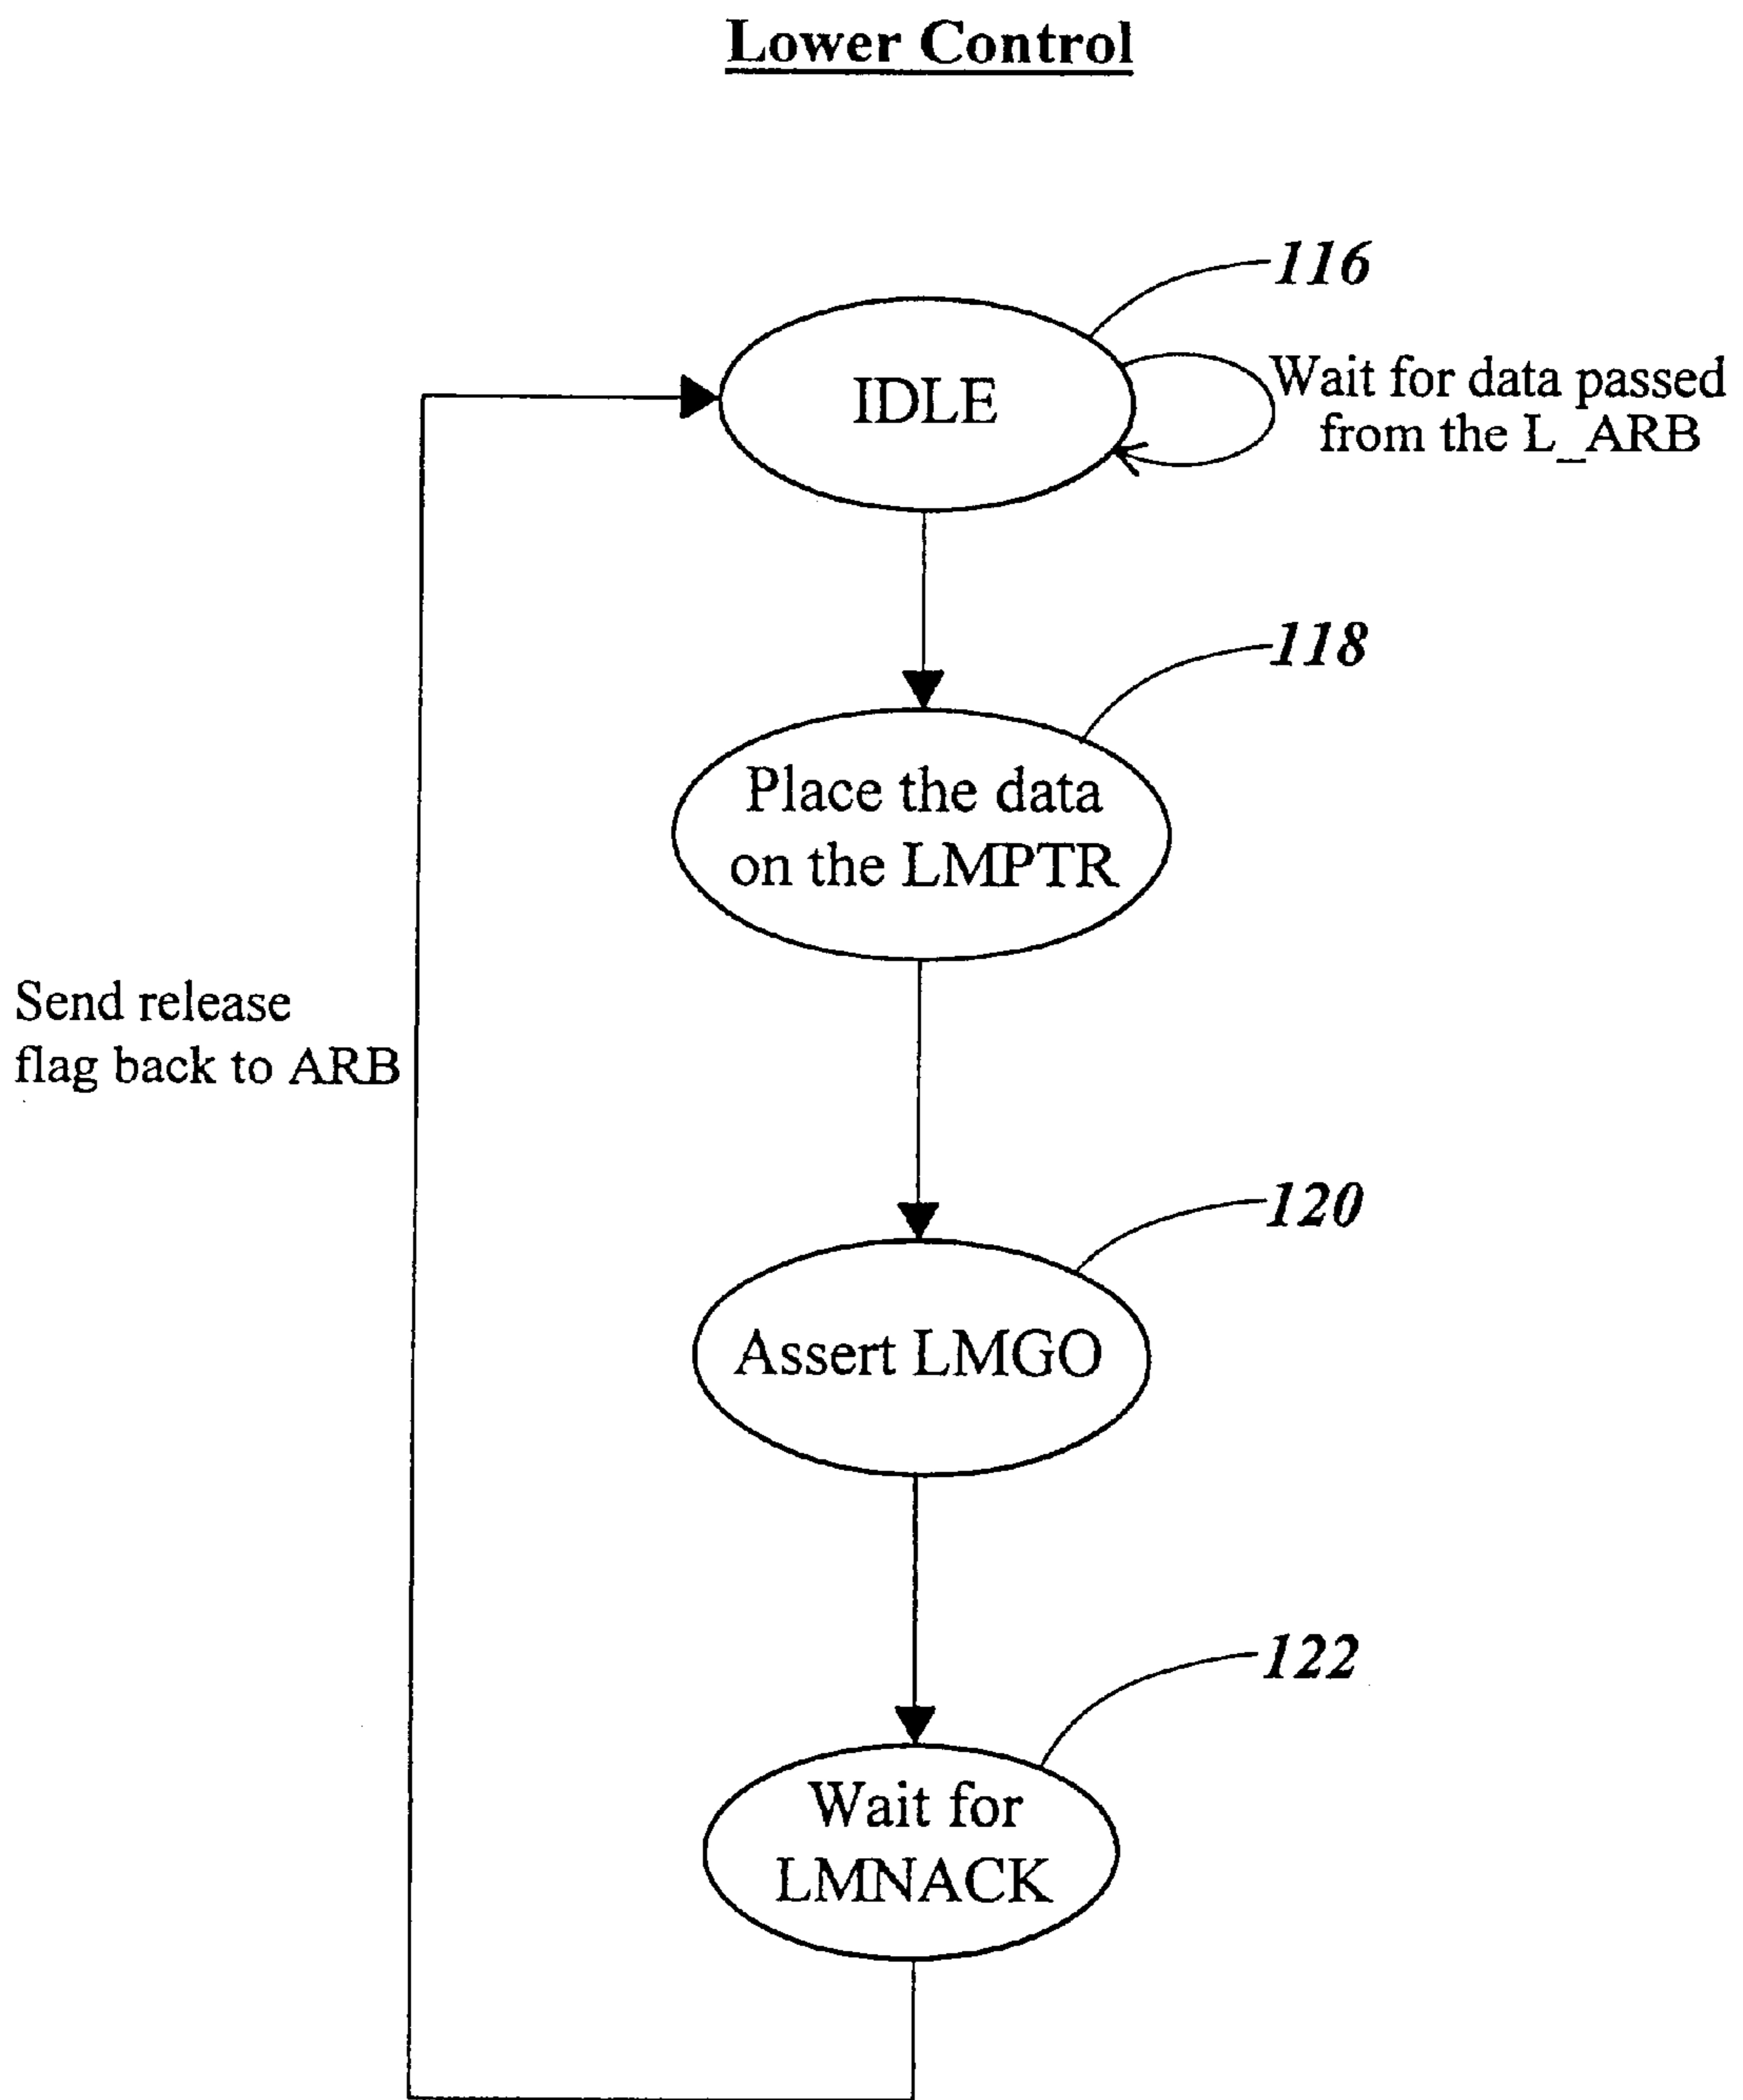 Lower Control
116
IDLE
Wait for data passed
from the L_ARB
118
Place the data
on the LMPTR
Send release
flag back to ARB
120
Assert LMGO
122
Wait for
LMNACK